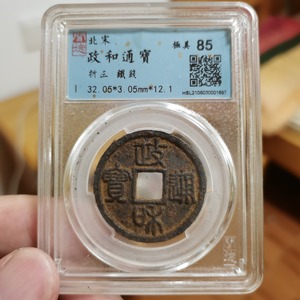 北宋
政和通寶
極美 85
折三 鐵錢
32.05*3.05mm*12.1
政
寶 通
和